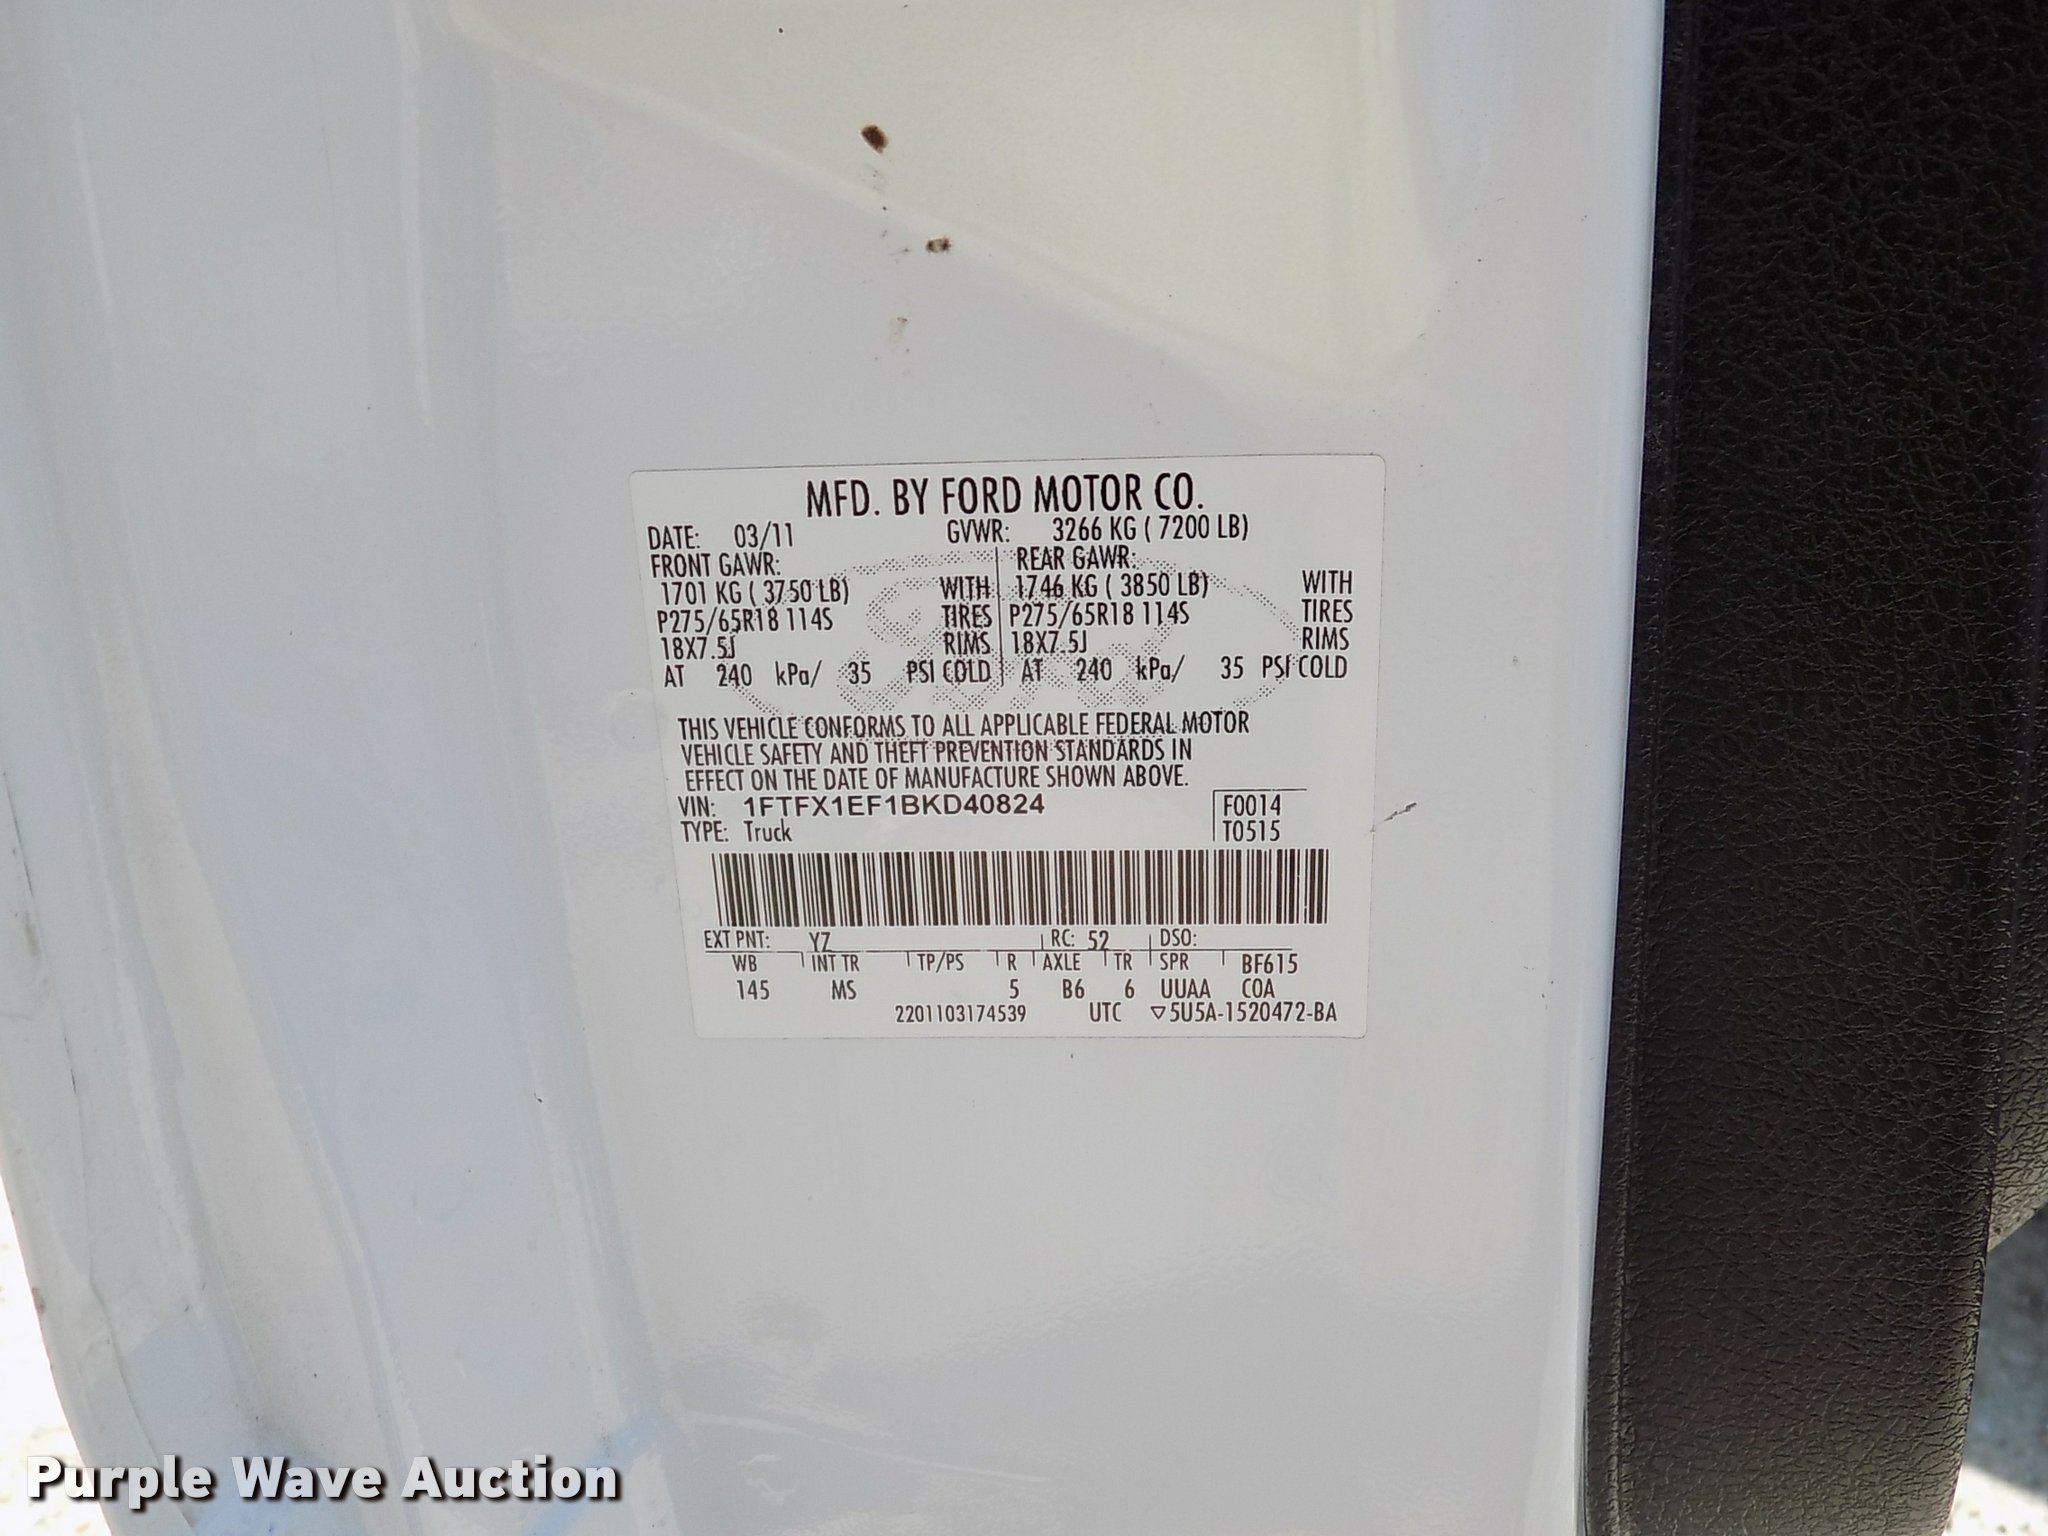 MFD. BY FORD MOTOR CO.
DATE: 03/11 GVWR: 3266 KG ( 7200 LB)
FRONT GAWR: REAR GAWR:
1701 KG ( 3750 LB) WITH 1746 KG ( 3850 LB) WITH
P275/65R18 114S TIRES P275/65R18 114S TIRES
18X7.5J RIMS 18X7.5J RIMS
AT 240 kPa/ 35 PSI COLD AT 240 kPa/ 35 PSI COLD
THIS VEHICLE CONFORMS TO ALL APPLICABLE FEDERAL MOTOR
VEHICLE SAFETY AND THEFT PREVENTION STANDARDS IN
EFFECT ON THE DATE OF MANUFACTURE SHOWN ABOVE.
VIN: 1FTFX1EF1BKD40824 F0014
TYPE: Truck T0515
EXT PNT: YZ RC: 52 DSO:
WB INT TR TP/PS R AXLE TR SPR BF615
145 MS 5 B6 6 UUAA COA
2201103174539 UTC ▽5U5A-1520472-BA
Purple Wave Auction